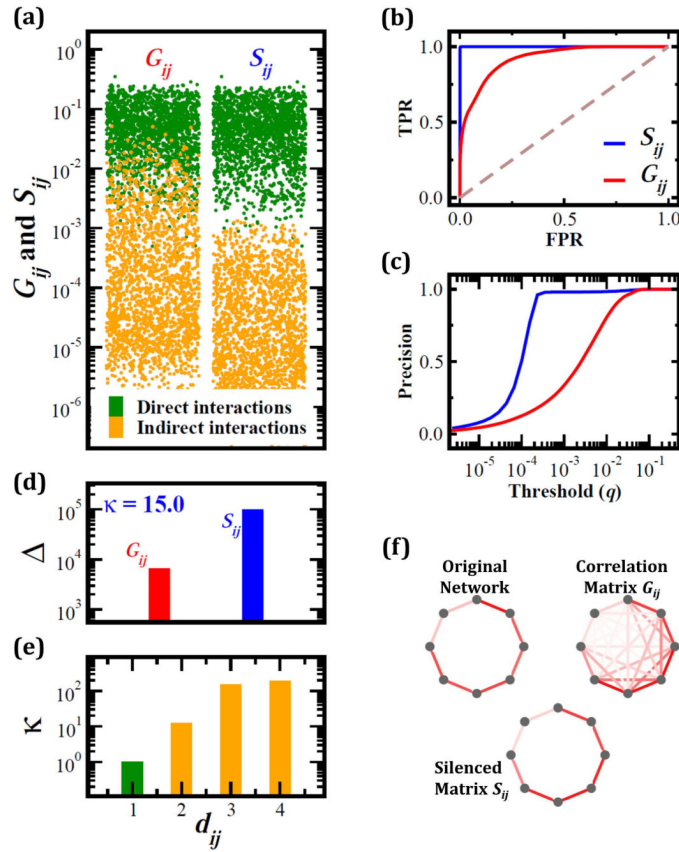 (a)
10^0
10^-1
10^-2
10^-3
10^-4
10^-5
10^-6
G_ij and S_ij
G_ij
S_ij
Direct interactions
Indirect interactions
(b)
1.0
0.5
0.0
TPR
S_ij
G_ij
0.0 0.5 1.0
FPR
(c)
1.0
0.5
0.0
Precision
10^-5 10^-4 10^-3 10^-2 10^-1
Threshold (q)
(d)
κ = 15.0
10^5
10^4
10^3
Δ
G_ij
S_ij
(e)
10^2
10^1
10^0
κ
1 2 3 4
d_ij
(f)
Original
Network
Correlation
Matrix G_ij
Silenced
Matrix S_ij